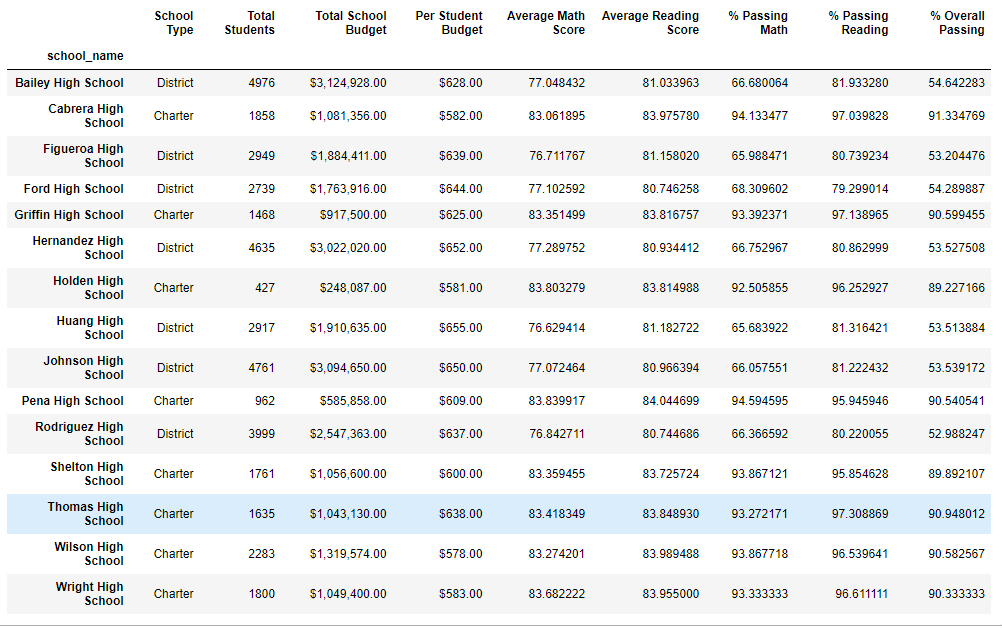 School Type Total Students Total School Budget Per Student Budget Average Math Score Average Reading Score % Passing Math % Passing Reading % Overall Passing
school_name
Bailey High School District 4976 $3,124,928.00 $628.00 77.048432 81.033963 66.680064 81.933280 54.642283
Cabrera High School Charter 1858 $1,081,356.00 $582.00 83.061895 83.975780 94.133477 97.039828 91.334769
Figueroa High School District 2949 $1,884,411.00 $639.00 76.711767 81.158020 65.988471 80.739234 53.204476
Ford High School District 2739 $1,763,916.00 $644.00 77.102592 80.746258 68.309602 79.299014 54.289887
Griffin High School Charter 1468 $917,500.00 $625.00 83.351499 83.816757 93.392371 97.138965 90.599455
Hernandez High School District 4635 $3,022,020.00 $652.00 77.289752 80.934412 66.752967 80.862999 53.527508
Holden High School Charter 427 $248,087.00 $581.00 83.803279 83.814988 92.505855 96.252927 89.227166
Huang High School District 2917 $1,910,635.00 $655.00 76.629414 81.182722 65.683922 81.316421 53.513884
Johnson High School District 4761 $3,094,650.00 $650.00 77.072464 80.966394 66.057551 81.222432 53.539172
Pena High School Charter 962 $585,858.00 $609.00 83.839917 84.044699 94.594595 95.945946 90.540541
Rodriguez High School District 3999 $2,547,363.00 $637.00 76.842711 80.744686 66.366592 80.220055 52.988247
Shelton High School Charter 1761 $1,056,600.00 $600.00 83.359455 83.725724 93.867121 95.854628 89.892107
Thomas High School Charter 1635 $1,043,130.00 $638.00 83.418349 83.848930 93.272171 97.308869 90.948012
Wilson High School Charter 2283 $1,319,574.00 $578.00 83.274201 83.989488 93.867718 96.539641 90.582567
Wright High School Charter 1800 $1,049,400.00 $583.00 83.682222 83.955000 93.333333 96.611111 90.333333